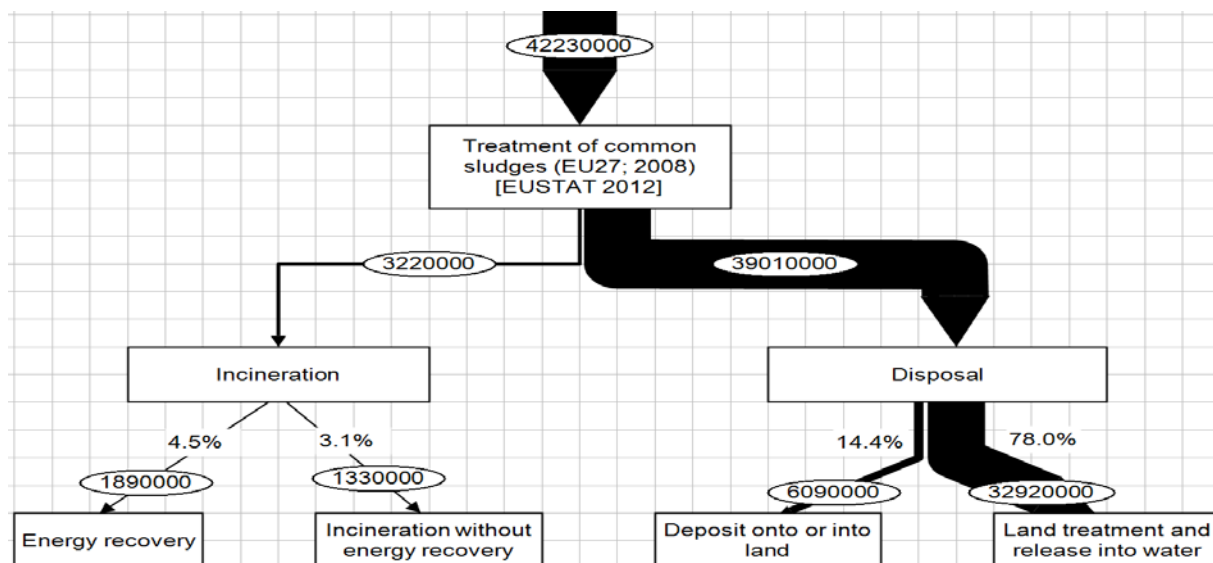 42230000
Treatment of common
sludges (EU27; 2008)
[EUSTAT 2012]
3220000
39010000
Incineration
Disposal
4.5%
3.1%
14.4%
78.0%
1890000
1330000
6090000
32920000
Energy recovery
Incineration without
energy recovery
Deposit onto or into
land
Land treatment and
release into water